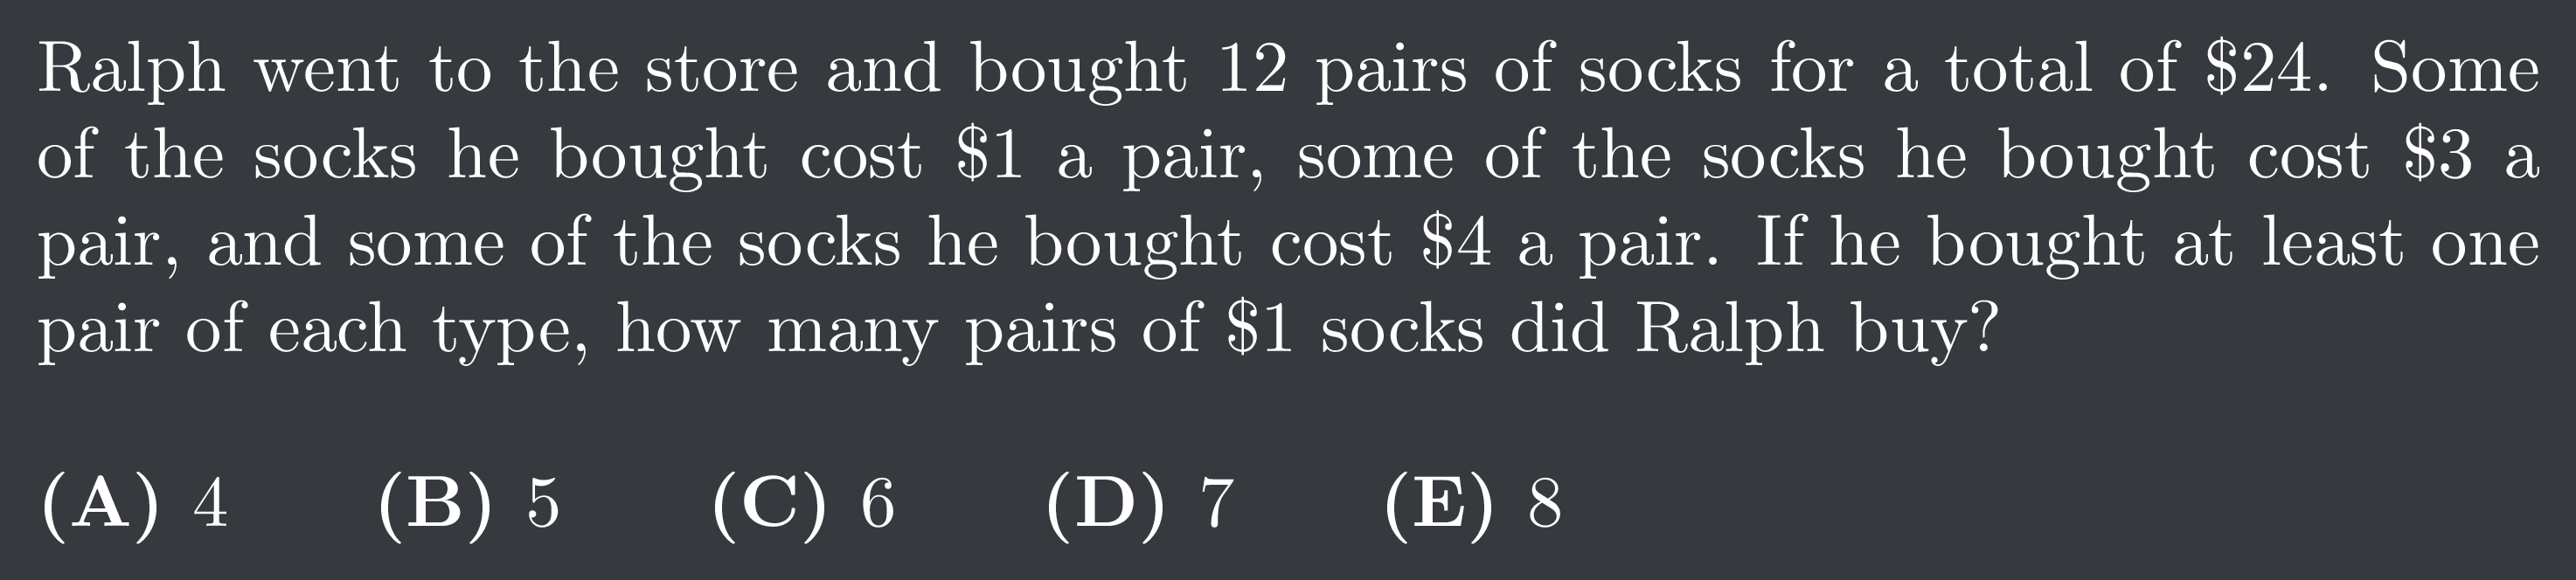 Ralph went to the store and bought 12 pairs of socks for a total of $24. Some
of the socks he bought cost $1 a pair, some of the socks he bought cost $3 a
pair, and some of the socks he bought cost $4 a pair. If he bought at least one
pair of each type, how many pairs of $1 socks did Ralph buy?
(A) 4 (B) 5 (C) 6 (D) 7 (E) 8